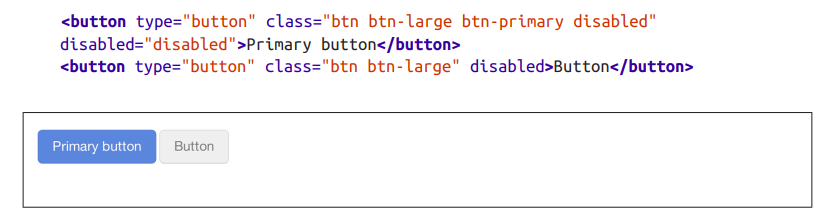 <button type="button" class="btn btn-large btn-primary disabled"
disabled="disabled">Primary button</button>
<button type="button" class="btn btn-large" disabled>Button</button>
Primary button Button